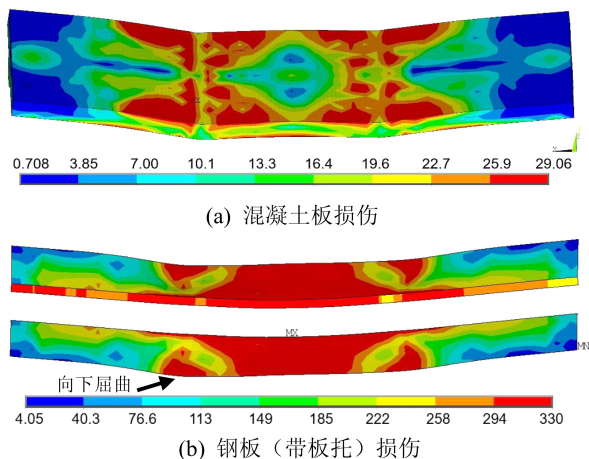 0.708 3.85 7.00 10.1 13.3 16.4 19.6 22.7 25.9 29.06
(a) 混凝土板损伤
MX
MN
向下屈曲
4.05 40.3 76.6 113 149 185 222 258 294 330
(b) 钢板（带板托）损伤